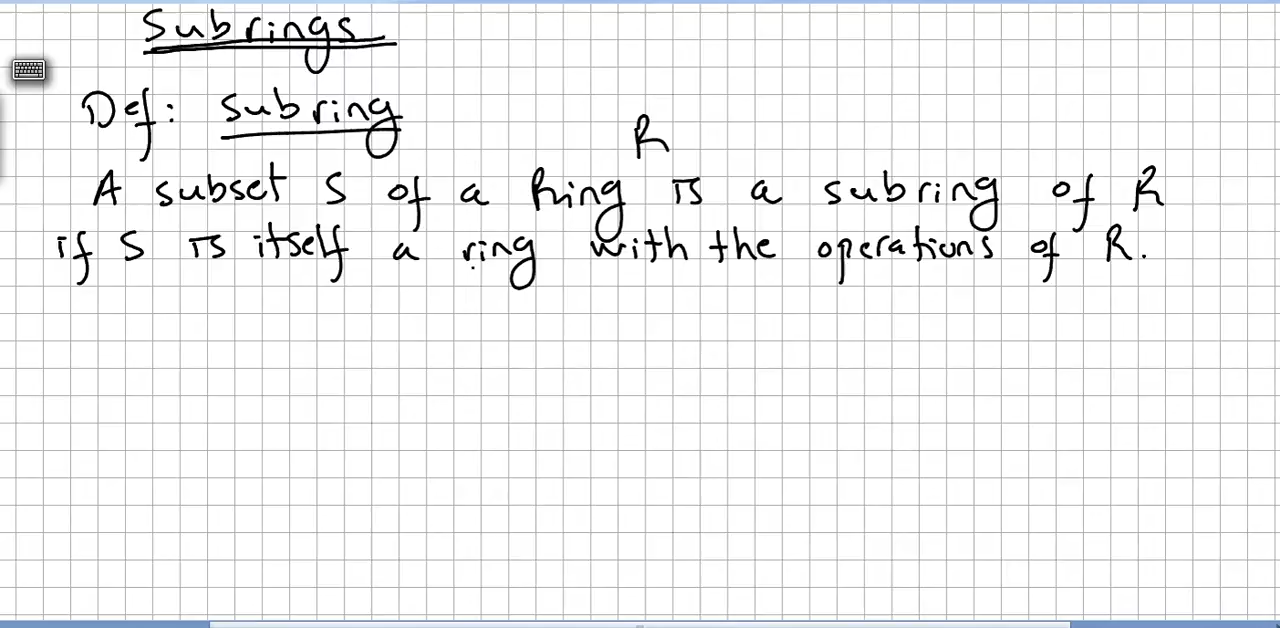 Subrings
Def: subring
A subset S of a Ring R is a subring of R
if S is itself a ring with the operations of R.